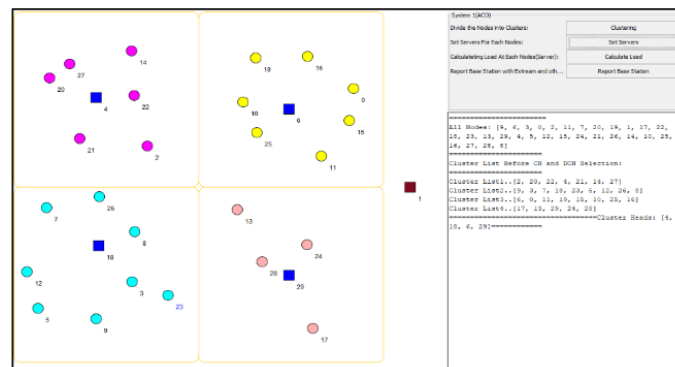 14
27
20
4
22
21
2
19
16
0
10
6
15
25
11
1
26
7
8
18
12
3
23
5
9
13
24
28
29
17
System 1(ACO)
Divide the Nodes into Clusters:
Clustering
Set Servers For Each Nodes:
Set Servers
Calculateting Load At Each Nodes(Server):
Calculate Load
Report Base Station with Extream and oth...
Report Base Station
=======================
All Nodes: [9, 6, 3, 0, 2, 11, 7, 20, 19, 1, 17, 22,
18, 23, 13, 29, 4, 5, 12, 15, 24, 21, 26, 14, 10, 25,
16, 27, 28, 8]
======================
Cluster List Before CH and DCN Selection:
======================
Cluster List1..[2, 20, 22, 4, 21, 14, 27]
Cluster List2..[9, 3, 7, 18, 23, 5, 12, 26, 8]
Cluster List3..[6, 0, 11, 19, 15, 10, 25, 16]
Cluster List4..[17, 13, 29, 24, 28]
===================================Cluster Heads: [4,
18, 6, 29]============